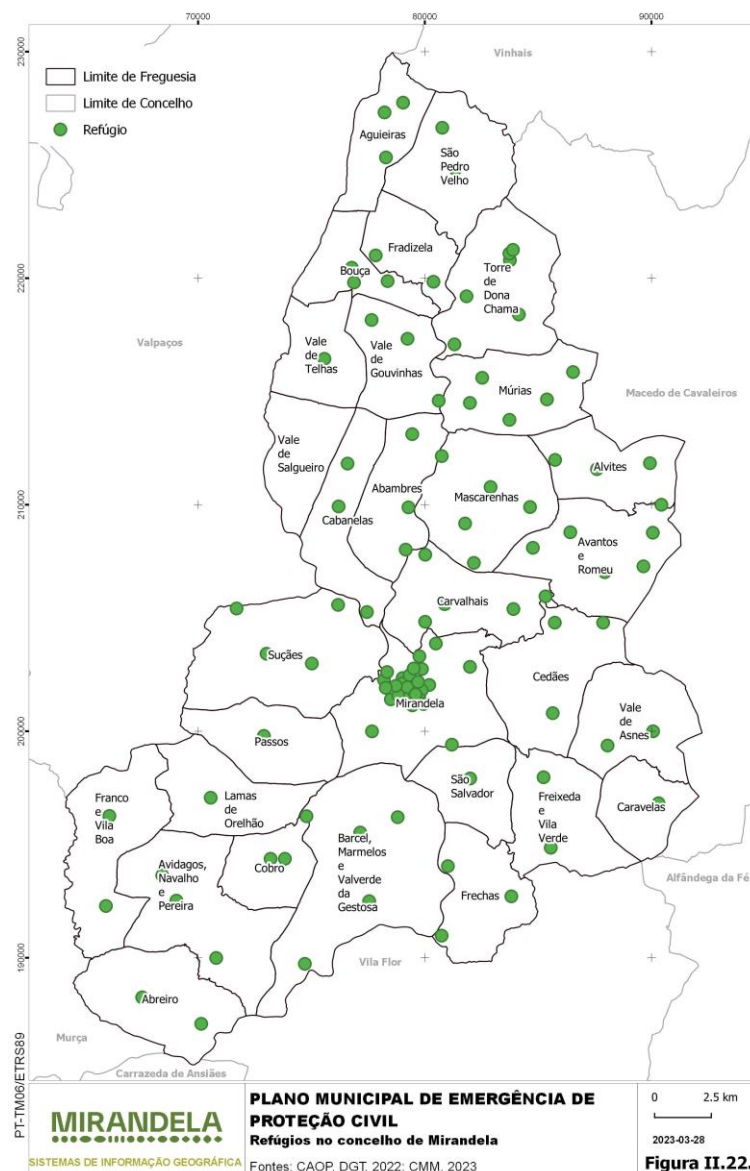 70000
80000
90000
230000
220000
210000
200000
190000
Limite de Freguesia
Limite de Concelho
Refúgio
Vinhais
Aguieiras
São
Pedro
Velho
Fradizela
Bouça
Torre
de
Dona
Chama
Valpaços
Vale
de
Telhas
Vale
de
Gouvinhas
Múrias
Macedo de Cavaleiros
Vale
de
Salgueiro
Abambres
Cabanelas
Mascarenhas
Alvites
Avantos
e
Romeu
Carvalhais
Suçães
Cedães
Mirandela
Vale
de
Asnes
Passos
São
Salvador
Franco
e
Vila
Boa
Lamas
de
Orelhão
Freixeda
e
Vila
Verde
Caravelas
Barcel,
Marmelos
e
Valverde
da
Gestosa
Avidagos,
Navalho
e
Pereira
Cobro
Frechas
Alfândega da Fé
Vila Flor
Abreiro
Murça
Carrazeda de Ansiães
PT-TM06/ETRS89
MIRANDELA
SISTEMAS DE INFORMAÇÃO GEOGRÁFICA
PLANO MUNICIPAL DE EMERGÊNCIA DE
PROTEÇÃO CIVIL
Refúgios no concelho de Mirandela
Fontes: CAOP, DGT, 2022; CMM, 2023
0 2.5 km
2023-03-28
Figura II.22.